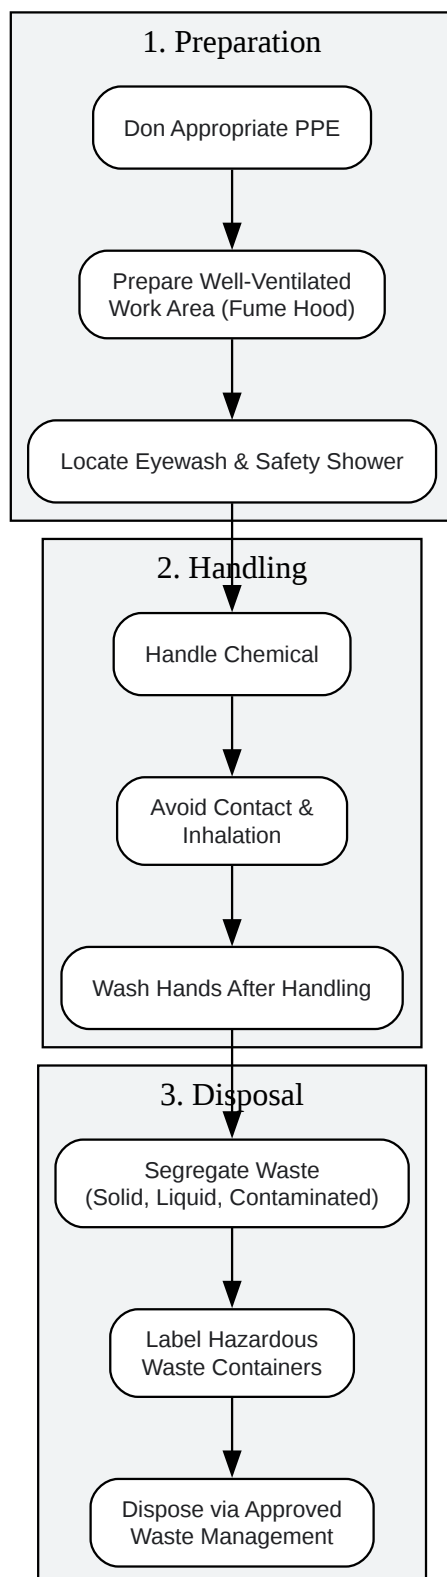 1. Preparation
Don Appropriate PPE
Prepare Well-Ventilated
Work Area (Fume Hood)
Locate Eyewash & Safety Shower
2. Handling
Handle Chemical
Avoid Contact &
Inhalation
Wash Hands After Handling
3. Disposal
Segregate Waste
(Solid, Liquid, Contaminated)
Label Hazardous
Waste Containers
Dispose via Approved
Waste Management